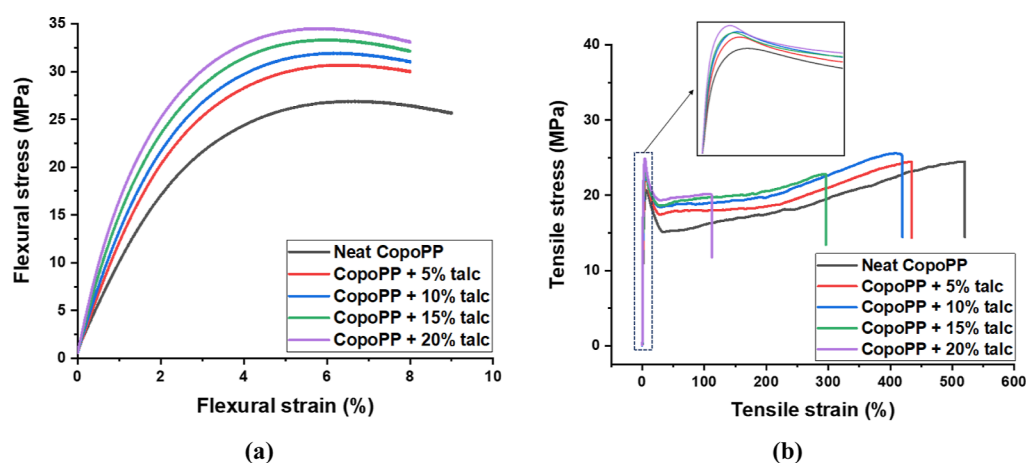 35
30
25
20
15
10
5
0
Flexural stress (MPa)
Neat CopoPP
CopoPP + 5% talc
CopoPP + 10% talc
CopoPP + 15% talc
CopoPP + 20% talc
0 2 4 6 8 10
Flexural strain (%)
(a)
40
30
20
10
0
Tensile stress (MPa)
Neat CopoPP
CopoPP + 5% talc
CopoPP + 10% talc
CopoPP + 15% talc
CopoPP + 20% talc
0 100 200 300 400 500 600
Tensile strain (%)
(b)